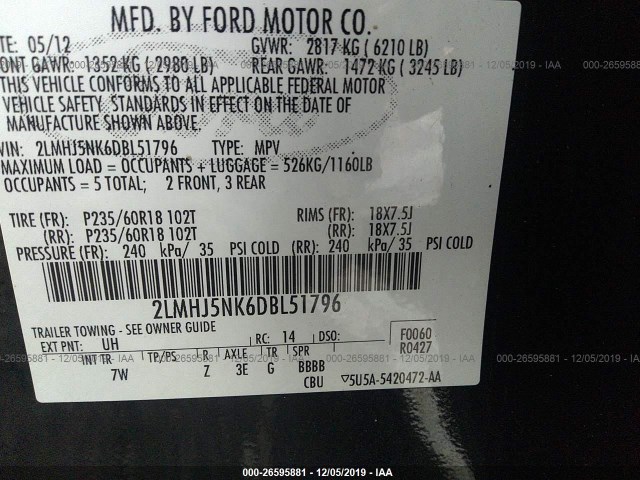 MFD. BY FORD MOTOR CO.
TE: 05/12 GVWR: 2817 KG ( 6210 LB)
ONT GAWR: 1352 KG ( 2980 LB) REAR GAWR: 1472 KG ( 3245 LB)
THIS VEHICLE CONFORMS TO ALL APPLICABLE FEDERAL MOTOR
VEHICLE SAFETY, STANDARDS IN EFFECT ON THE DATE OF
MANUFACTURE SHOWN ABOVE.
VIN: 2LMHJ5NK6DBL51796 TYPE: MPV
MAXIMUM LOAD = OCCUPANTS + LUGGAGE = 526KG/1160LB
OCCUPANTS = 5 TOTAL; 2 FRONT, 3 REAR
TIRE (FR): P235/60R18 102T RIMS (FR): 18X7.5J
(RR): P235/60R18 102T (RR): 18X7.5J
PRESSURE (FR): 240 kPa/ 35 PSI COLD (RR): 240 kPa/ 35 PSI COLD
2LMHJ5NK6DBL51796
TRAILER TOWING - SEE OWNER GUIDE
EXT PNT: UH RC: 14 DSO: F0060
R0427
INT TR TP/PS R AXLE TR SPR
7W Z 3E G BBBB
CBU ▽5U5A-5420472-AA
000-26595881 - 12/05/2019 - IAA